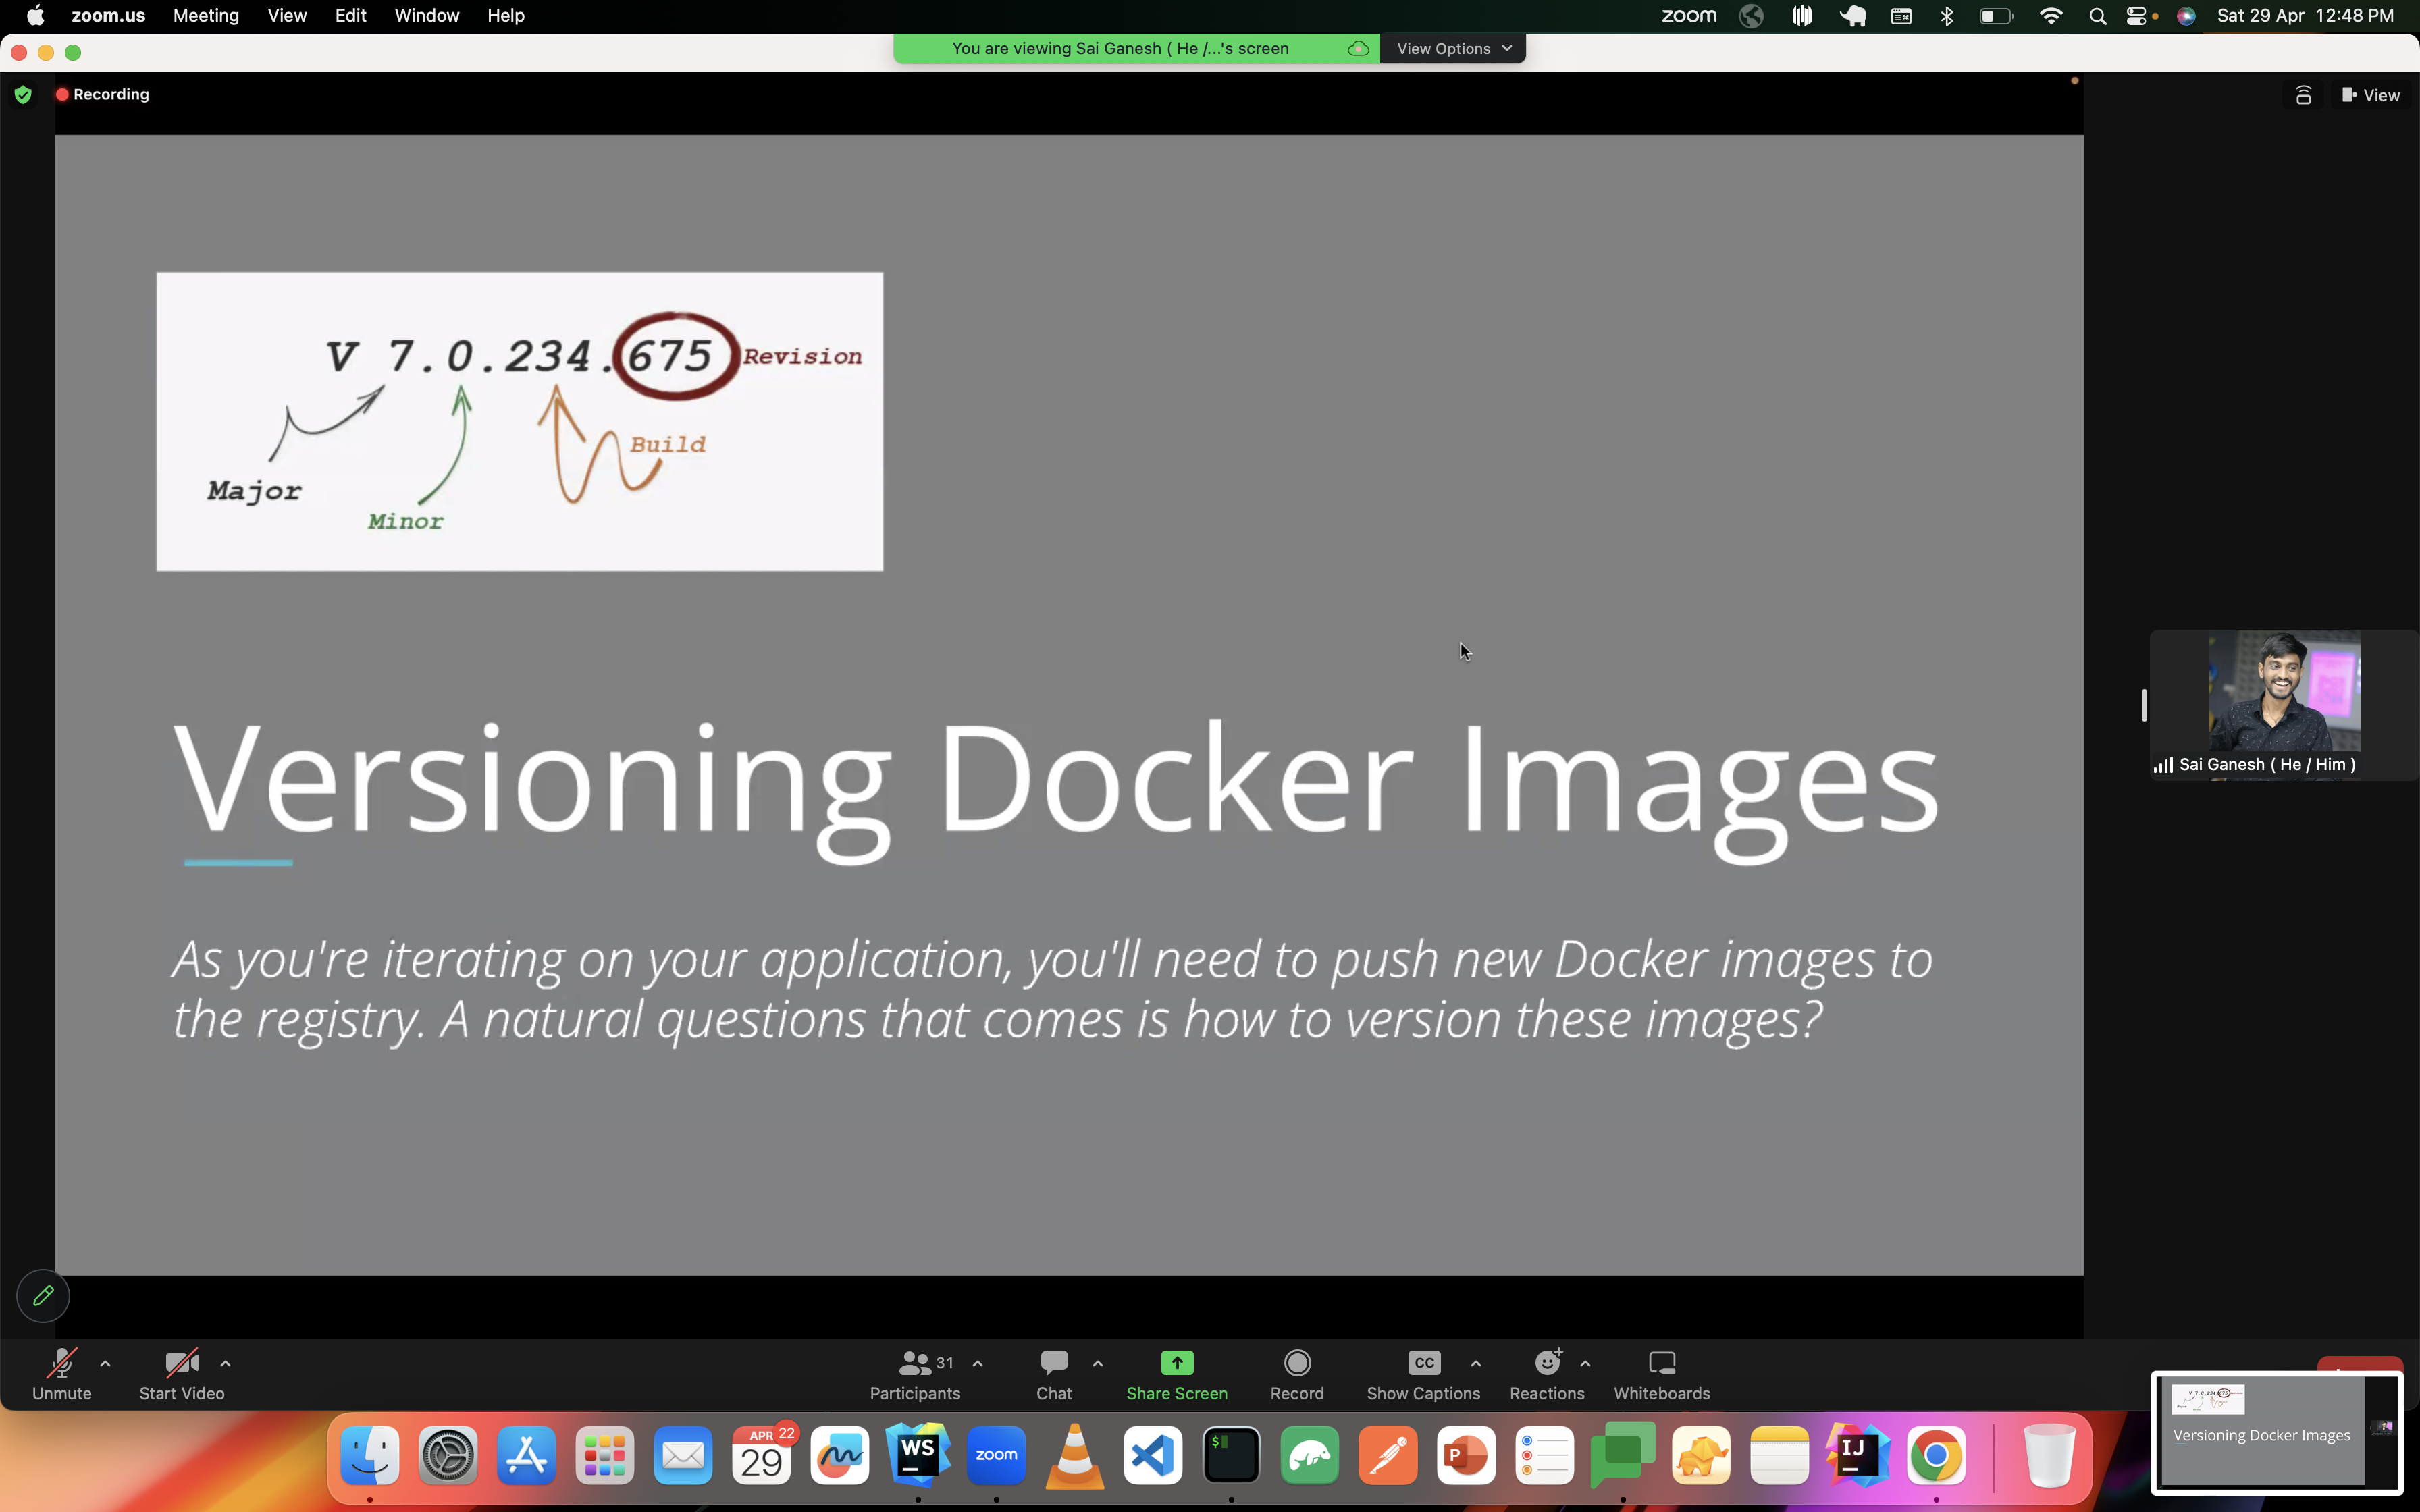 zoom.us Meeting View Edit Window Help zoom Sat 29 Apr 12:48 PM
You are viewing Sai Ganesh ( He /...'s screen View Options
Recording View
V 7.0.234.675 Revision
Build
Major
Minor
Versioning Docker Images
As you're iterating on your application, you'll need to push new Docker images to
the registry. A natural questions that comes is how to version these images?
Sai Ganesh ( He / Him )
31
CC
Unmute Start Video Participants Chat Share Screen Record Show Captions Reactions Whiteboards
Versioning Docker Images
APR 22
29
WS
zoom
$
P
IJ